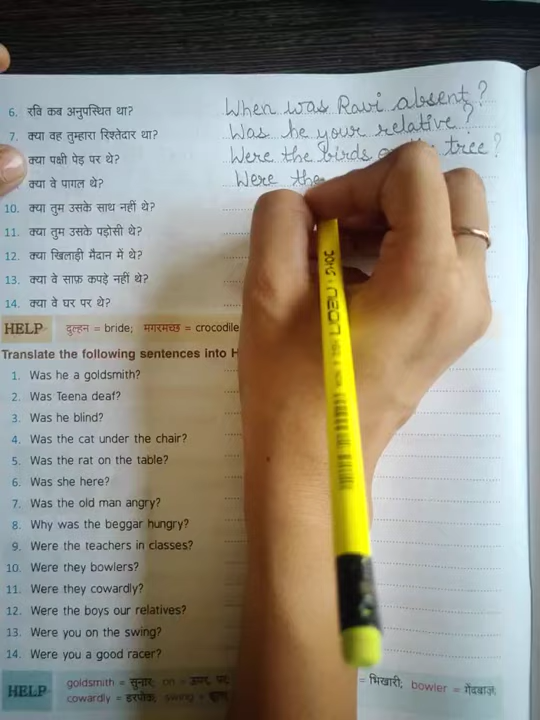 6. रवि कब अनुपस्थित था? When was Ravi absent?
7. क्या वह तुम्हारा रिश्तेदार था? Was he your relative?
क्या पक्षी पेड़ पर थे? Were the birds tree?
क्या वे पागल थे? Were
10. क्या तुम उसके साथ नहीं थे?
11. क्या तुम उसके पड़ोसी थे?
12. क्या खिलाड़ी मैदान में थे?
13. क्या वे साफ़ कपड़े नहीं थे?
14. क्या वे घर पर थे?
HELP दुल्हन = bride; मगरमच्छ = crocodile
Translate the following sentences into
1. Was he a goldsmith?
2. Was Teena deaf?
3. Was he blind?
4. Was the cat under the chair?
5. Was the rat on the table?
6. Was she here?
7. Was the old man angry?
8. Why was the beggar hungry?
9. Were the teachers in classes?
10. Were they bowlers?
11. Were they cowardly?
12. Were the boys our relatives?
13. Were you on the swing?
14. Were you a good racer?
HELP goldsmith = सुनार; on = ऊपर, पर = भिखारी; bowler = गेंदबाज़;
cowardly = डरपोक; swing =
NEON